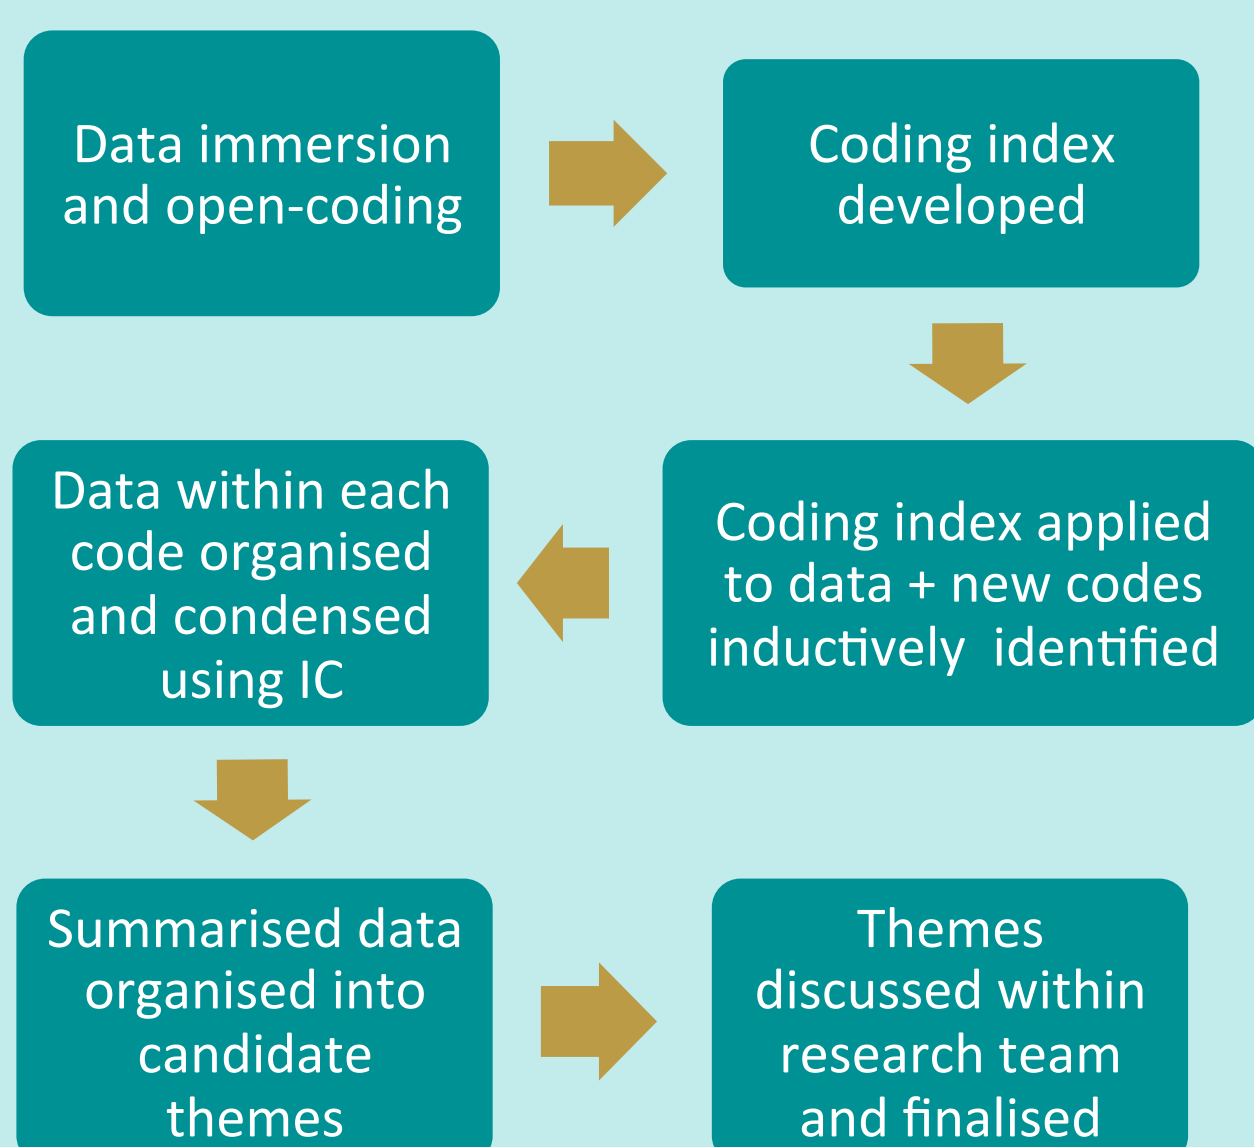 Data immersion
and open-coding
Coding index
developed
Coding index applied
to data + new codes
inductively identified
Data within each
code organised
and condensed
using IC
Summarised data
organised into
candidate
themes
Themes
discussed within
research team
and finalised